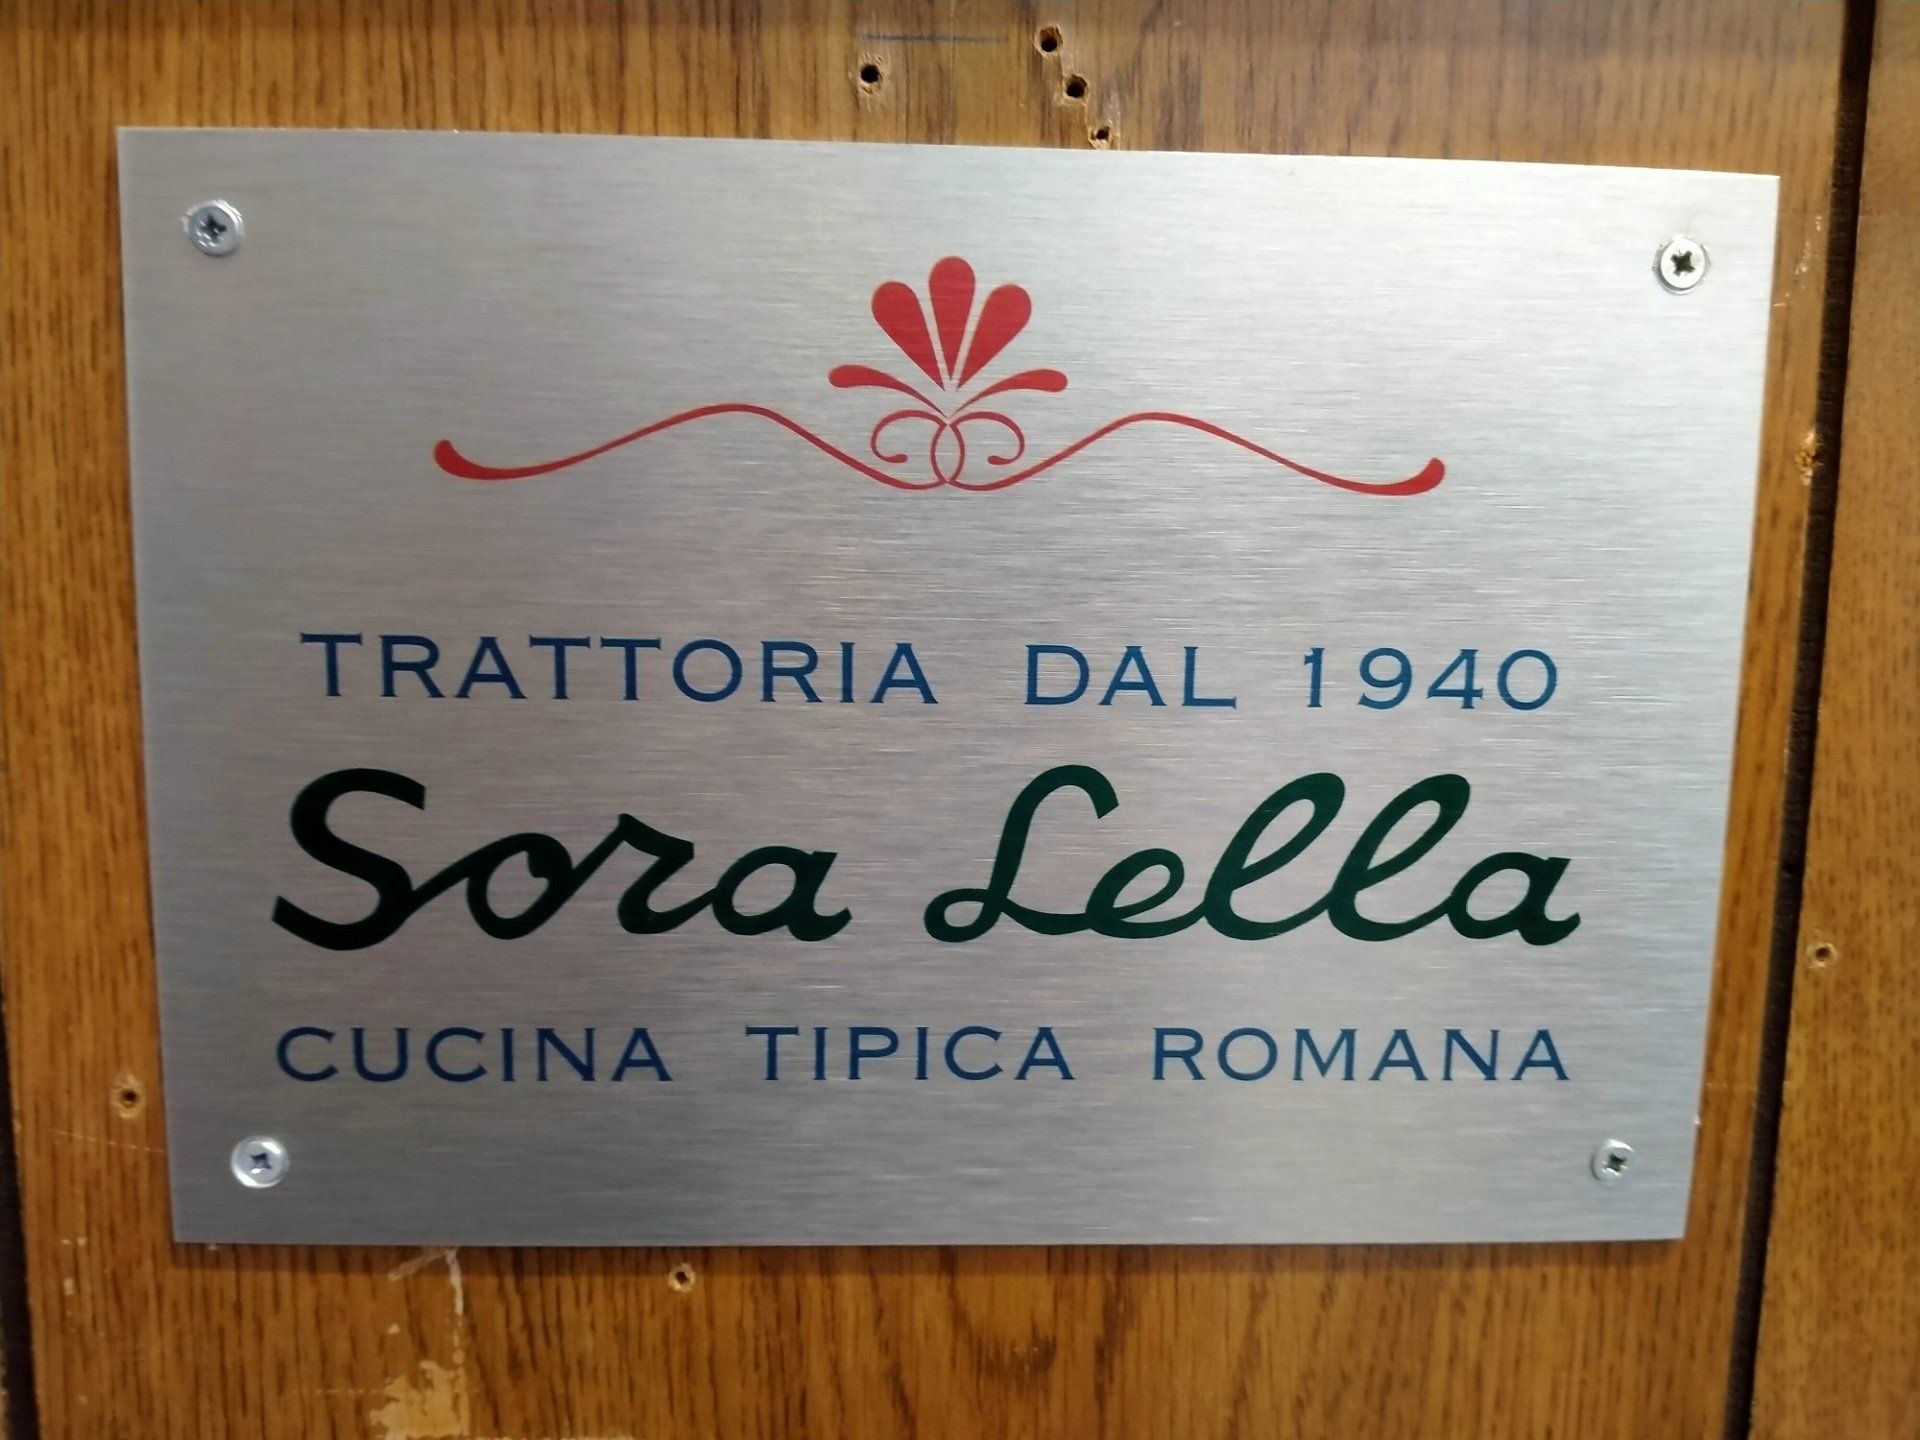 TRATTORIA DAL 1940
Sora Lella
CUCINA TIPICA ROMANA